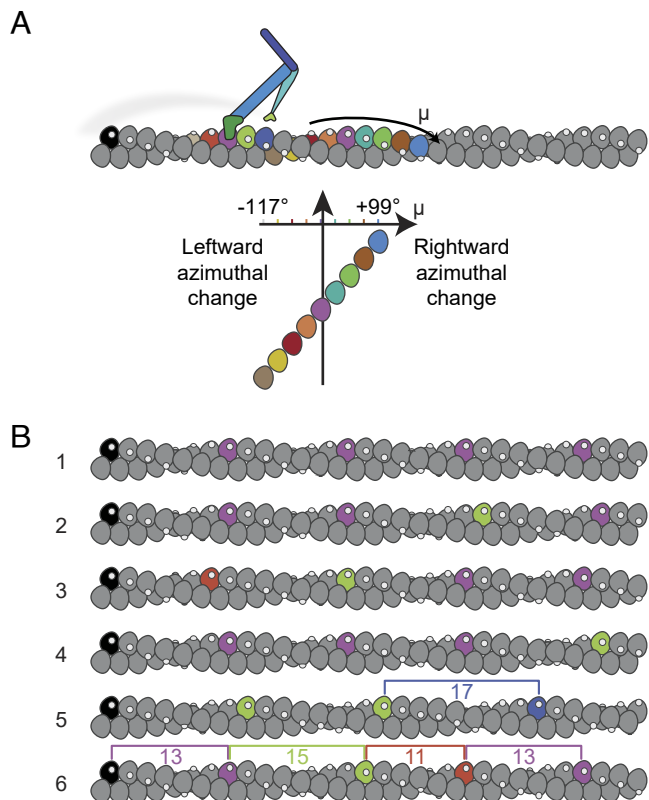 A
μ
-117°
+99°
μ
Leftward
azimuthal
change
Rightward
azimuthal
change
B
1
2
3
4
17
5
13
15
11
13
6